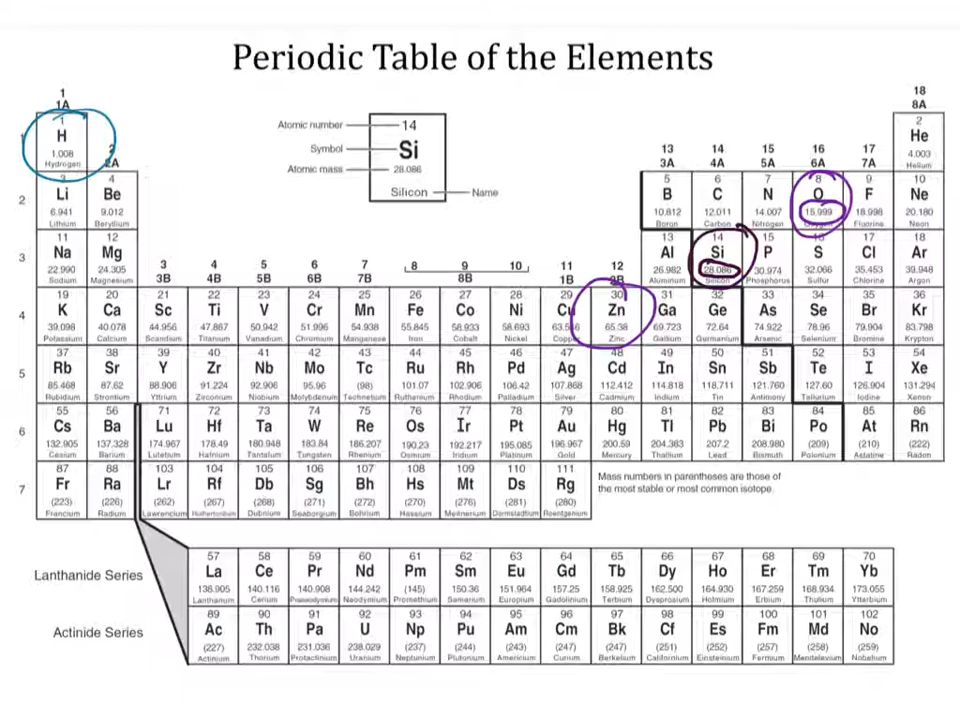 Periodic Table of the Elements
1 18
1A 8A
1 2
H He
1.008 4.003
Hydrogen Helium
Atomic number 14
Symbol Si
Atomic mass 28.086
Silicon Name
2 13 14 15 16 17
2A 3A 4A 5A 6A 7A
3 4 5 6 7 8 9 10
2 Li Be B C N O F Ne
6.941 9.012 10.812 12.011 14.007 15.999 18.998 20.180
Lithium Beryllium Boron Carbon Nitrogen Fluorine Neon
11 12 13 14 15 16 17 18
3 Na Mg Al Si P S Cl Ar
22.990 24.305 26.982 28.086 30.974 32.066 35.453 39.948
Sodium Magnesium Aluminum Silicon Phosphorus Sulfur Chlorine Argon
3 4 5 6 7 8 9 10 11 12
3B 4B 5B 6B 7B 8B 1B 2B
19 20 21 22 23 24 25 26 27 28 29 30 31 32 33 34 35 36
4 K Ca Sc Ti V Cr Mn Fe Co Ni Cu Zn Ga Ge As Se Br Kr
39.098 40.078 44.956 47.867 50.942 51.996 54.938 55.845 58.933 58.693 63.546 65.38 69.723 72.64 74.922 78.96 79.904 83.798
Potassium Calcium Scandium Titanium Vanadium Chromium Manganese Iron Cobalt Nickel Copper Zinc Gallium Germanium Arsenic Selenium Bromine Krypton
37 38 39 40 41 42 43 44 45 46 47 48 49 50 51 52 53 54
5 Rb Sr Y Zr Nb Mo Tc Ru Rh Pd Ag Cd In Sn Sb Te I Xe
85.468 87.62 88.906 91.224 92.906 95.96 (98) 101.07 102.906 106.42 107.868 112.412 114.818 118.711 121.760 127.60 126.904 131.294
Rubidium Strontium Yttrium Zirconium Niobium Molybdenum Technetium Ruthenium Rhodium Palladium Silver Cadmium Indium Tin Antimony Tellurium Iodine Xenon
55 56 71 72 73 74 75 76 77 78 79 80 81 82 83 84 85 86
6 Cs Ba Lu Hf Ta W Re Os Ir Pt Au Hg Tl Pb Bi Po At Rn
132.905 137.328 174.967 178.49 180.948 183.84 186.207 190.23 192.217 195.085 196.967 200.59 204.383 207.2 208.980 (209) (210) (222)
Cesium Barium Lutetium Hafnium Tantalum Tungsten Rhenium Osmium Iridium Platinum Gold Mercury Thallium Lead Bismuth Polonium Astatine Radon
87 88 103 104 105 106 107 108 109 110 111
7 Fr Ra Lr Rf Db Sg Bh Hs Mt Ds Rg
(223) (226) (262) (267) (268) (271) (272) (270) (276) (281) (280)
Francium Radium Lawrencium Rutherfordium Dubnium Seaborgium Bohrium Hassium Meitnerium Darmstadtium Roentgenium
Mass numbers in parentheses are those of
the most stable or most common isotope.
57 58 59 60 61 62 63 64 65 66 67 68 69 70
Lanthanide Series La Ce Pr Nd Pm Sm Eu Gd Tb Dy Ho Er Tm Yb
138.905 140.116 140.908 144.242 (145) 150.36 151.964 157.25 158.925 162.500 164.930 167.259 168.934 173.055
Lanthanum Cerium Praseodymium Neodymium Promethium Samarium Europium Gadolinium Terbium Dysprosium Holmium Erbium Thulium Ytterbium
89 90 91 92 93 94 95 96 97 98 99 100 101 102
Actinide Series Ac Th Pa U Np Pu Am Cm Bk Cf Es Fm Md No
(227) 232.038 231.036 238.029 (237) (244) (243) (247) (247) (251) (252) (257) (258) (259)
Actinium Thorium Protactinium Uranium Neptunium Plutonium Americium Curium Berkelium Californium Einsteinium Fermium Mendelevium Nobelium